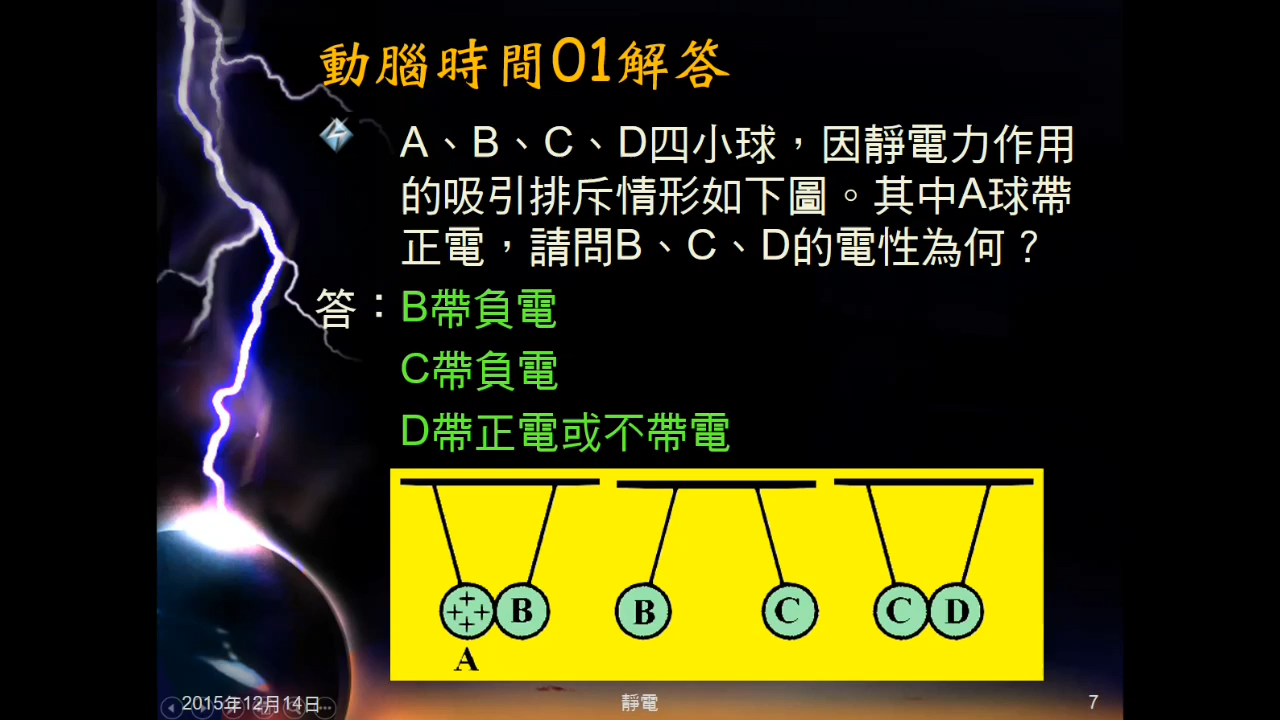 動腦時間01解答
A、B、C、D四小球，因靜電力作用
的吸引排斥情形如下圖。其中A球帶
正電，請問B、C、D的電性為何？
答：B帶負電
C帶負電
D帶正電或不帶電
B B C C D
A
2015年12月14日 靜電 7